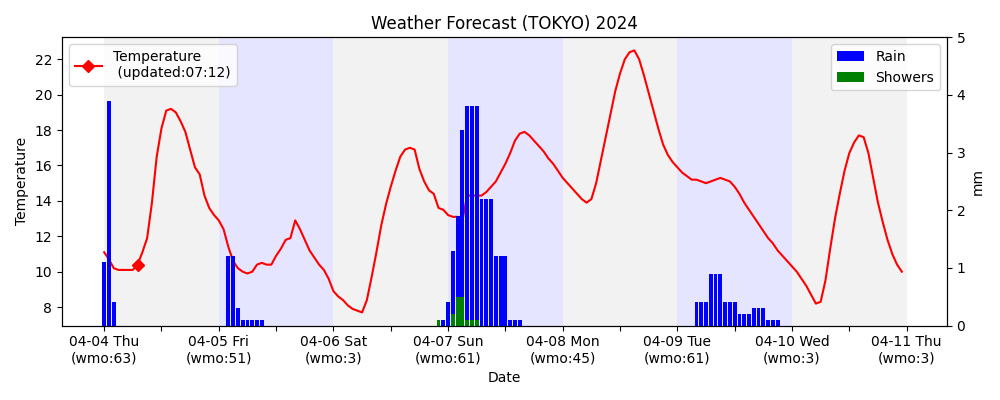 Weather Forecast (TOKYO) 2024
Temperature
(updated:07:12)
Rain
Showers
Temperature
22
20
18
16
14
12
10
8
5
4
3
2
1
0
mm
04-04 Thu
(wmo:63)
04-05 Fri
(wmo:51)
04-06 Sat
(wmo:3)
04-07 Sun
(wmo:61)
04-08 Mon
(wmo:45)
04-09 Tue
(wmo:61)
04-10 Wed
(wmo:3)
04-11 Thu
(wmo:3)
Date